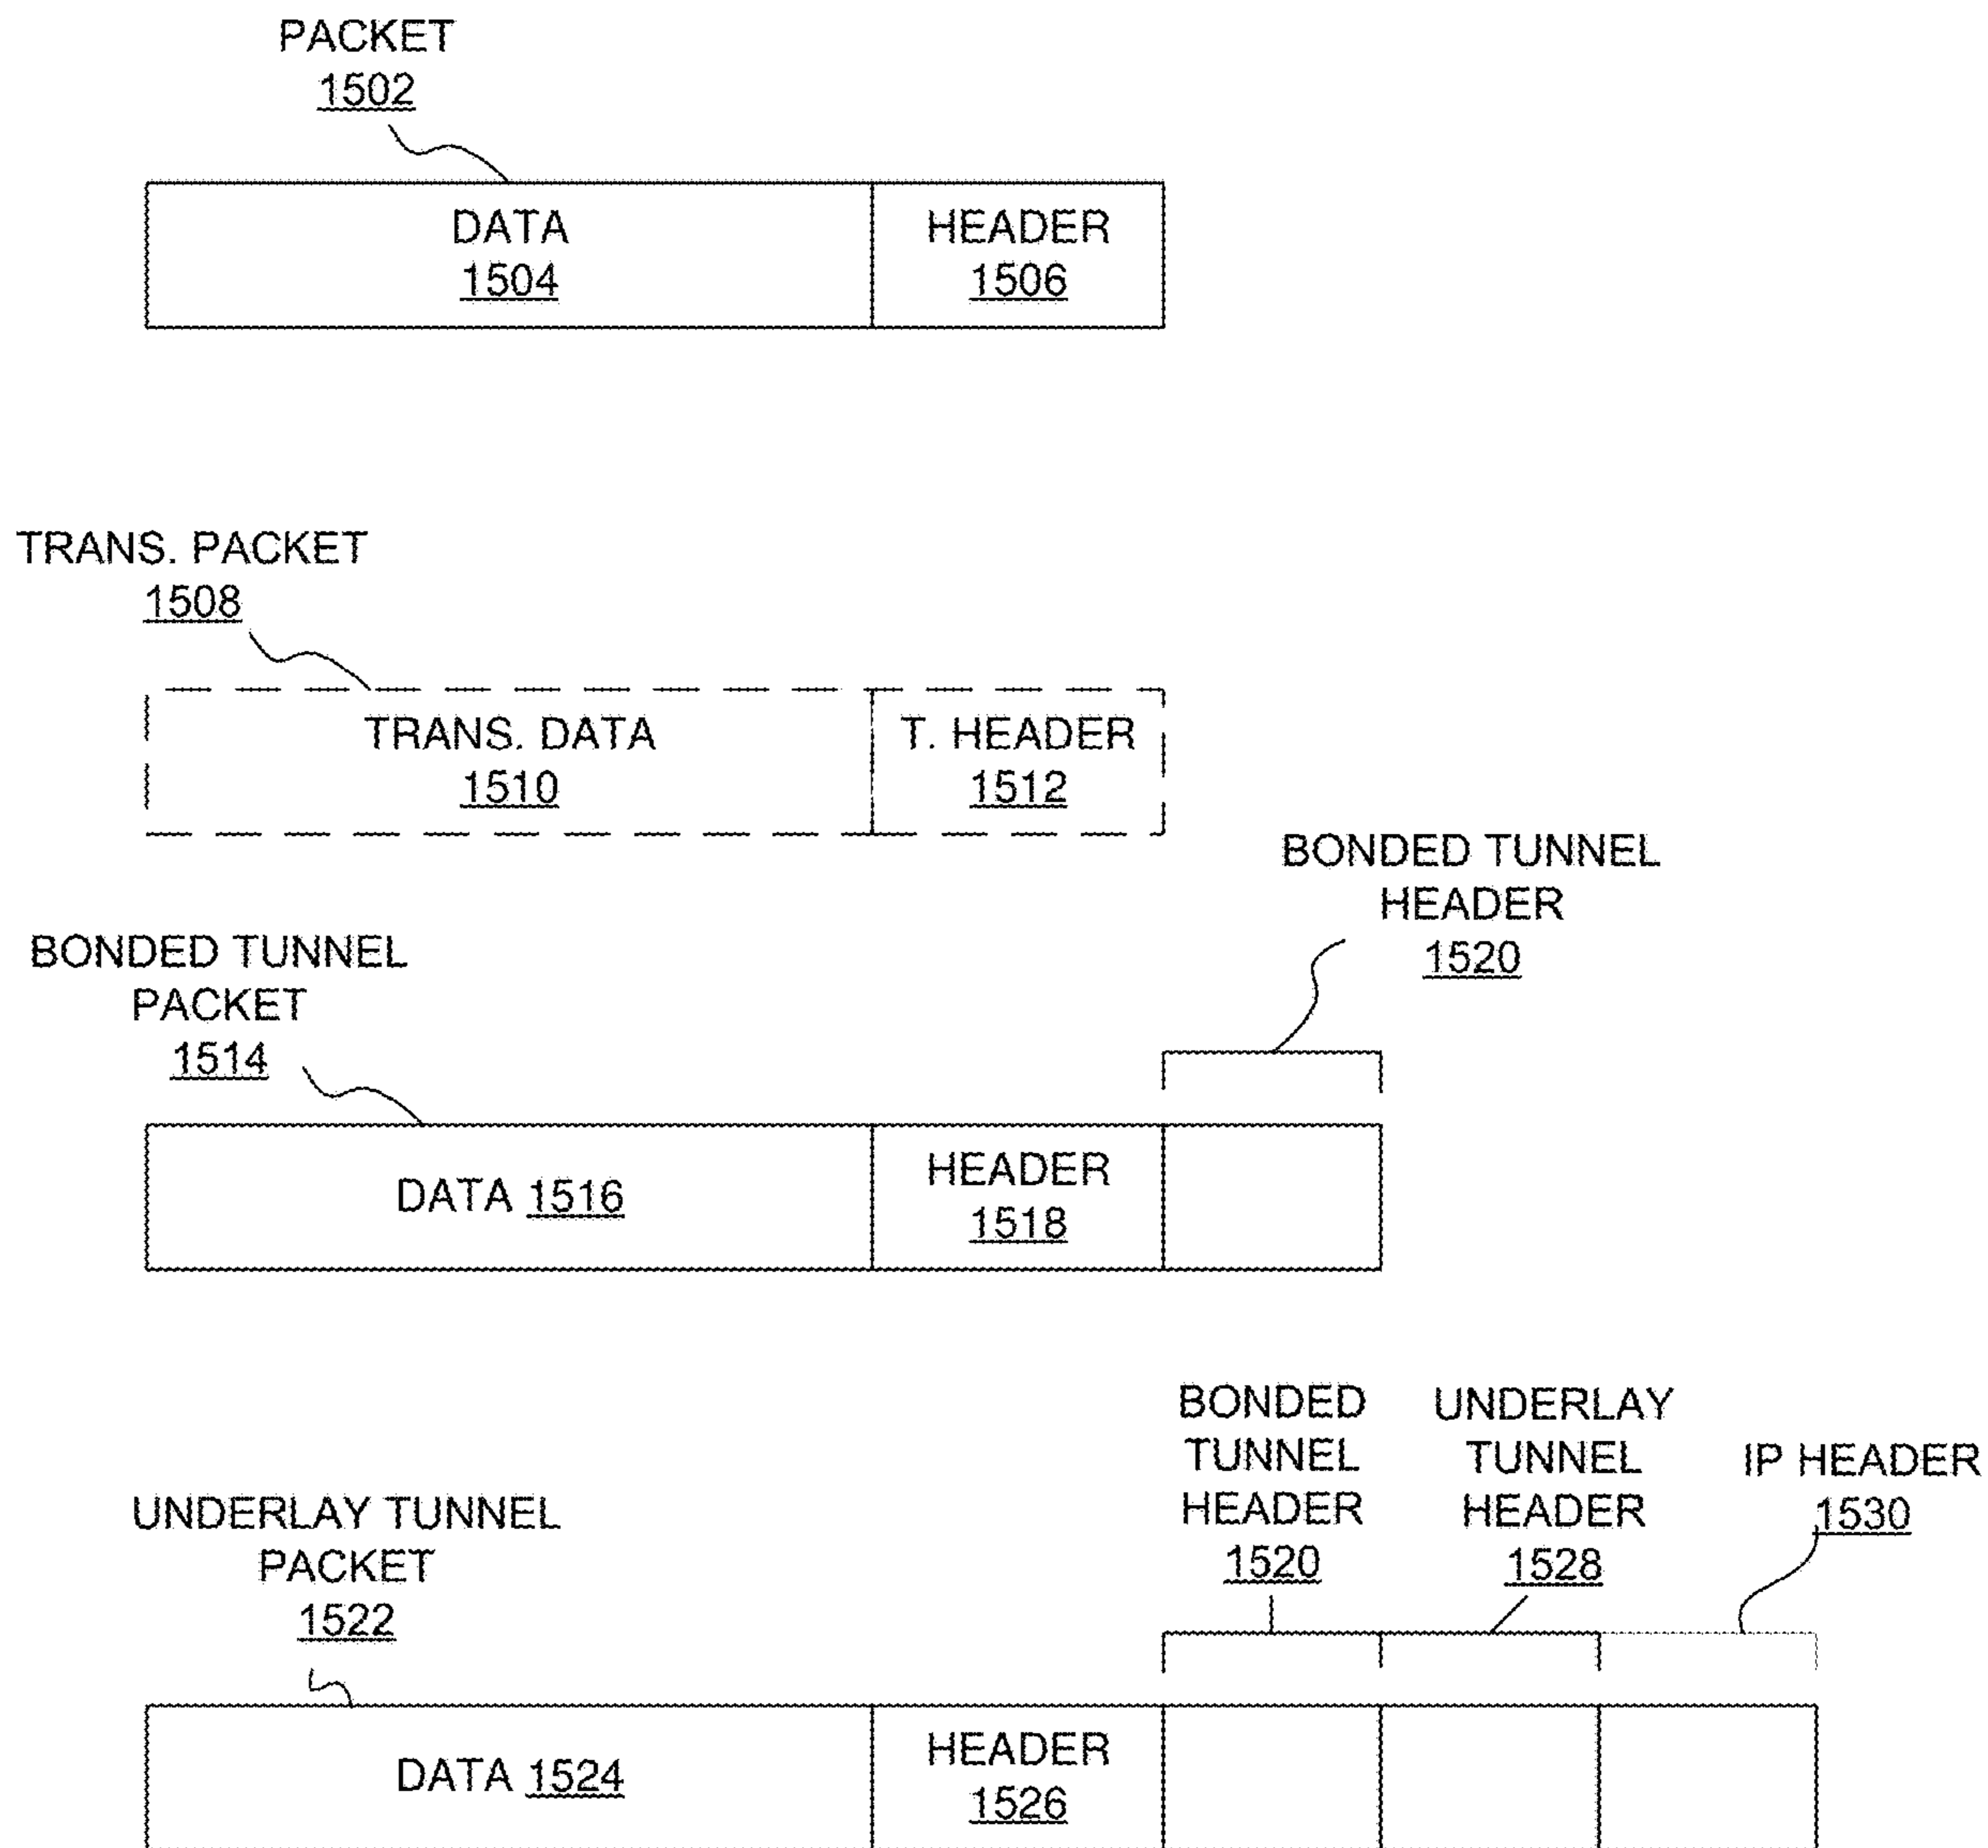 PACKET
1502
DATA
1504
HEADER
1506
TRANS. PACKET
1508
TRANS. DATA
1510
T. HEADER
1512
BONDED TUNNEL
HEADER
1520
BONDED TUNNEL
PACKET
1514
DATA 1516
HEADER
1518
BONDED
TUNNEL
HEADER
1520
UNDERLAY
TUNNEL
HEADER
1528
IP HEADER
1530
UNDERLAY TUNNEL
PACKET
1522
DATA 1524
HEADER
1526